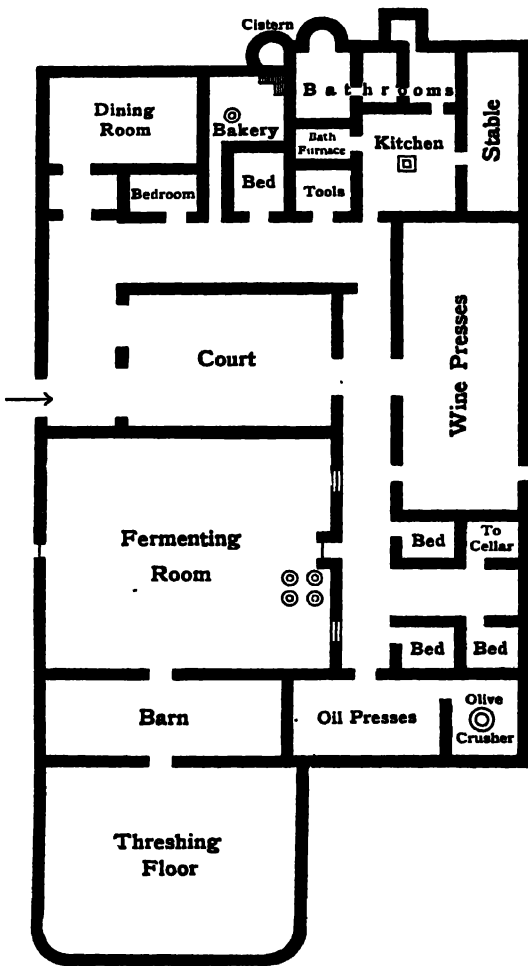 Cistern
Bathrooms
Dining
Room
Bakery
Bath
Furnace
Kitchen
Stable
Bedroom
Bed
Tools
Court
Wine Presses
Fermenting
Room
Bed
To
Cellar
Bed
Bed
Barn
Oil Presses
Olive
Crusher
Threshing
Floor